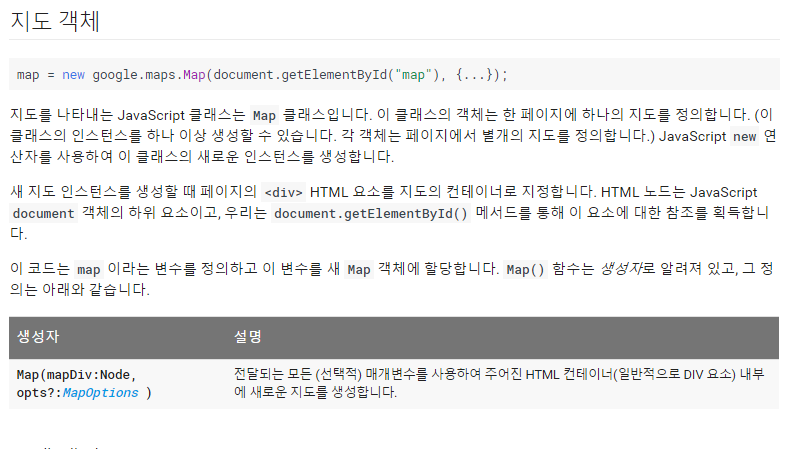 지도 객체
map = new google.maps.Map(document.getElementById("map"), {...});
지도를 나타내는 JavaScript 클래스는 Map 클래스입니다. 이 클래스의 객체는 한 페이지에 하나의 지도를 정의합니다. (이
클래스의 인스턴스를 하나 이상 생성할 수 있습니다. 각 객체는 페이지에서 별개의 지도를 정의합니다.) JavaScript new 연
산자를 사용하여 이 클래스의 새로운 인스턴스를 생성합니다.
새 지도 인스턴스를 생성할 때 페이지의 <div> HTML 요소를 지도의 컨테이너로 지정합니다. HTML 노드는 JavaScript
document 객체의 하위 요소이고, 우리는 document.getElementById() 메서드를 통해 이 요소에 대한 참조를 획득합니
다.
이 코드는 map 이라는 변수를 정의하고 이 변수를 새 Map 객체에 할당합니다. Map() 함수는 생성자로 알려져 있고, 그 정
의는 아래와 같습니다.
생성자 설명
Map(mapDiv:Node, 전달되는 모든 (선택적) 매개변수를 사용하여 주어진 HTML 컨테이너(일반적으로 DIV 요소) 내부
opts?:MapOptions ) 에 새로운 지도를 생성합니다.